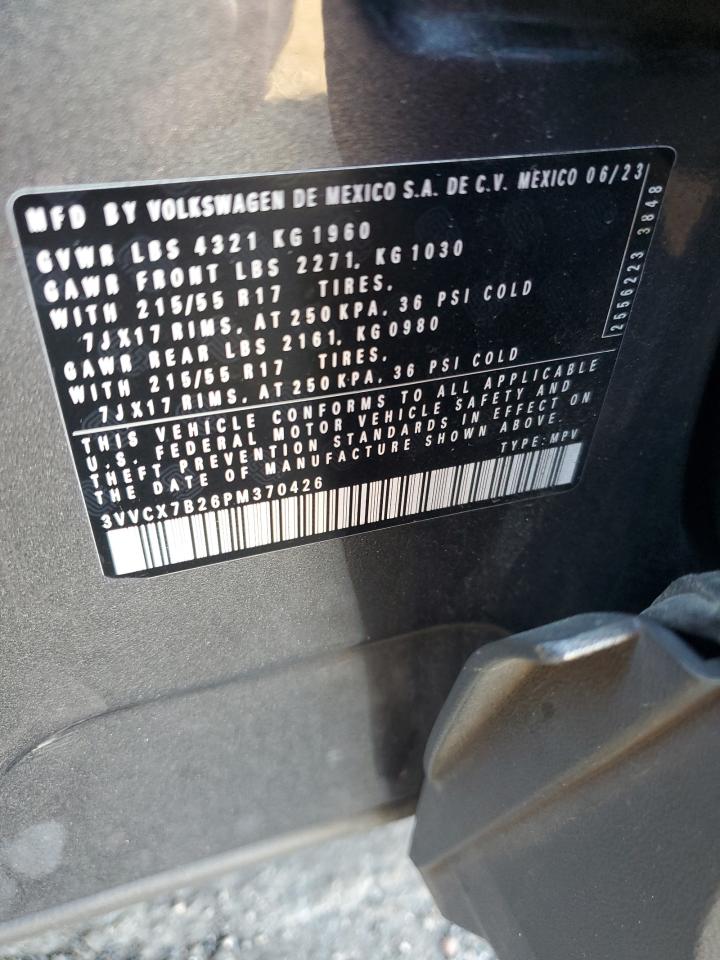 MFD BY VOLKSWAGEN DE MEXICO S.A. DE C.V. MEXICO 06/23
GVWR LBS 4321 KG 1960
GAWR FRONT LBS 2271, KG 1030
WITH 215/55 R17 TIRES,
7JX17 RIMS, AT 250 KPA, 36 PSI COLD
GAWR REAR LBS 2161, KG 0980
WITH 215/55 R17 TIRES,
7JX17 RIMS, AT 250 KPA, 36 PSI COLD
THIS VEHICLE CONFORMS TO ALL APPLICABLE
U.S. FEDERAL MOTOR VEHICLE SAFETY AND
THEFT PREVENTION STANDARDS IN EFFECT ON
THE DATE OF MANUFACTURE SHOWN ABOVE.
TYPE:MPV
3VVCX7B26PM370426
2556223 3848